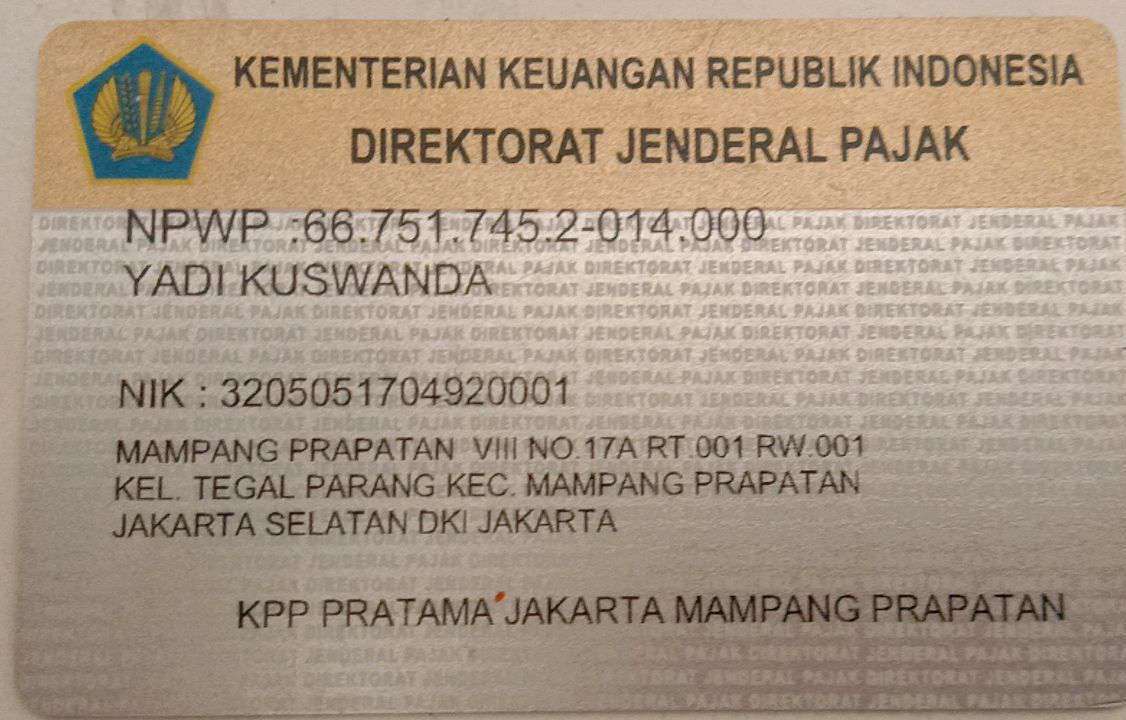 KEMENTERIAN KEUANGAN REPUBLIK INDONESIA
DIREKTORAT JENDERAL PAJAK
NPWP :66.751.745.2-014.000
YADI KUSWANDA
NIK : 3205051704920001
MAMPANG PRAPATAN VIII NO.17A RT.001 RW.001
KEL. TEGAL PARANG KEC. MAMPANG PRAPATAN
JAKARTA SELATAN DKI JAKARTA
KPP PRATAMA JAKARTA MAMPANG PRAPATAN